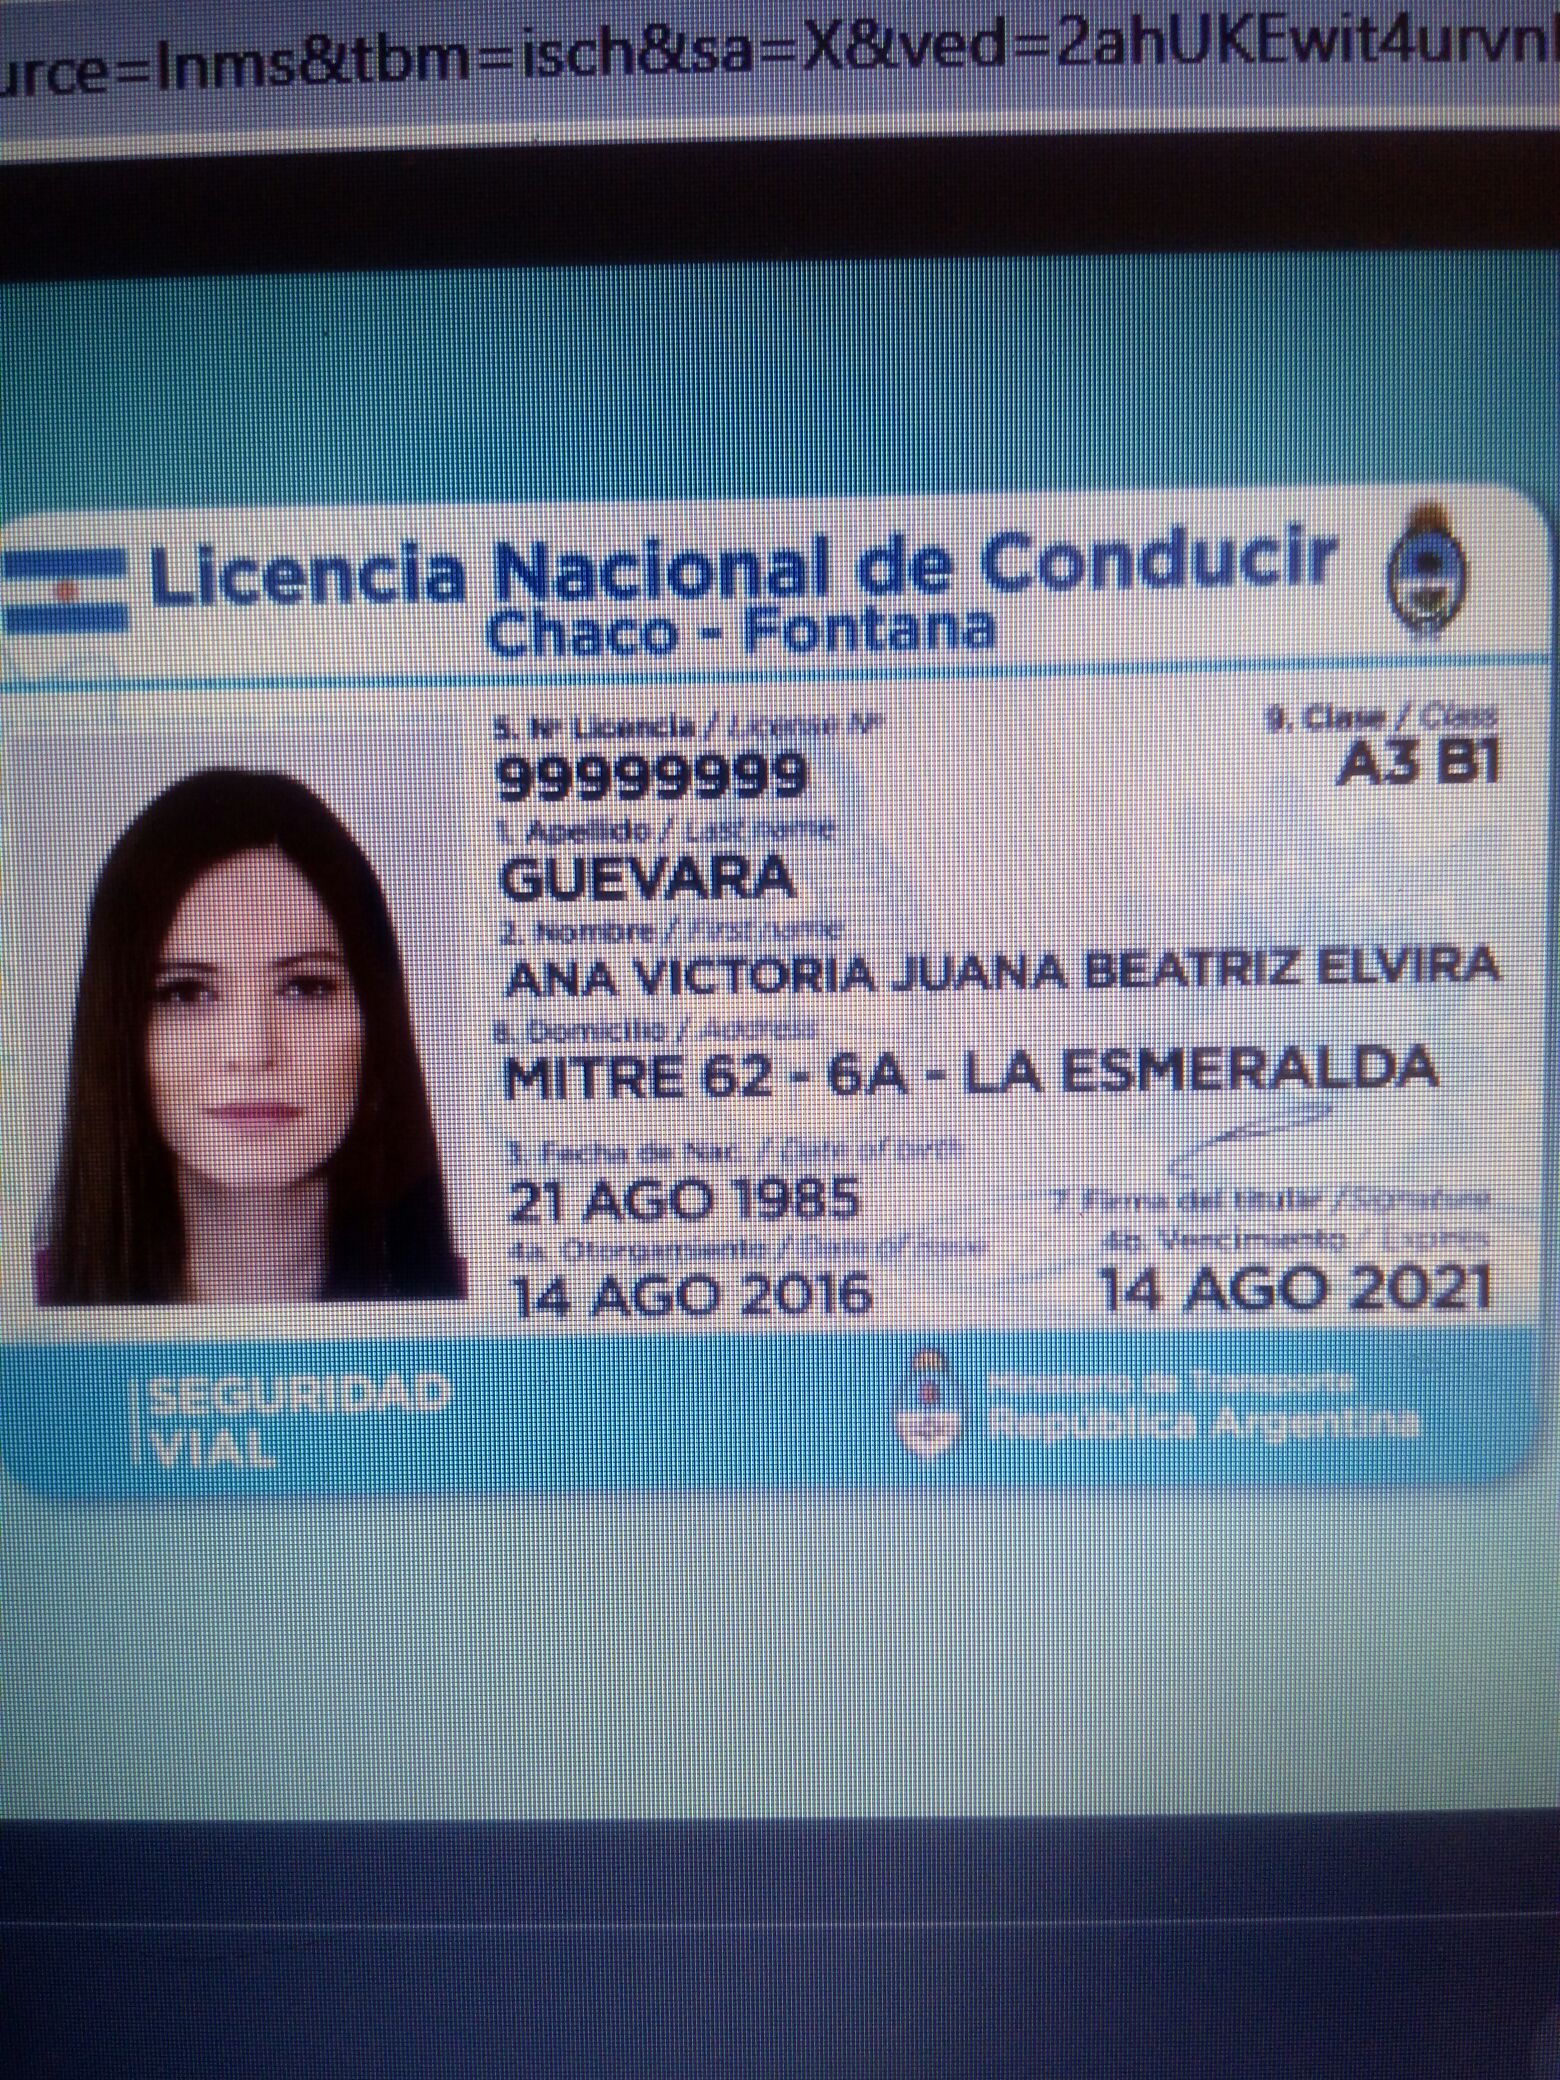 urce=lnms&tbm=isch&sa=X&ved=2ahUKEwit4urvn
Licencia Nacional de Conducir
Chaco - Fontana
5. Nº Licencia / License Nº
9. Clase / Class
99999999
A3 B1
1. Apellido / Last name
GUEVARA
2. Nombre / First name
ANA VICTORIA JUANA BEATRIZ ELVIRA
8. Domicilio / Address
MITRE 62 - 6A - LA ESMERALDA
3. Fecha de Nac. / Date of birth
21 AGO 1985
7. Firma del titular / Signature
4a. Otorgamiento / Date of issue
4b. Vencimiento / Expires
14 AGO 2016
14 AGO 2021
SEGURIDAD
VIAL
Ministerio de Transporte
República Argentina